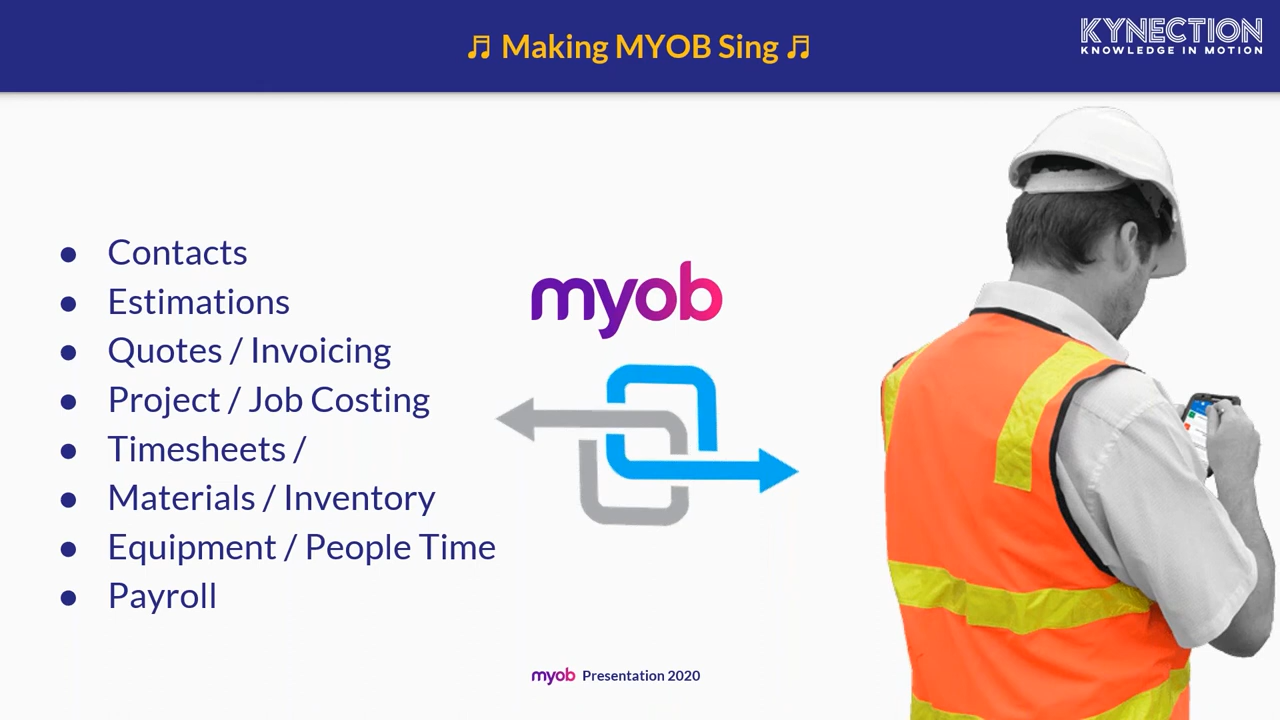 ♬ Making MYOB Sing ♬
KYNECTION
KNOWLEDGE IN MOTION
● Contacts
● Estimations
● Quotes / Invoicing
● Project / Job Costing
● Timesheets /
● Materials / Inventory
● Equipment / People Time
● Payroll
myob
myob Presentation 2020